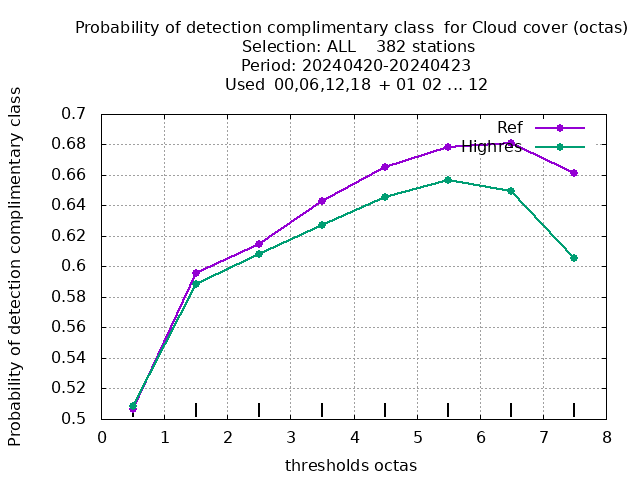 Probability of detection complimentary class  for Cloud cover (octas)
Selection: ALL    382 stations
Period: 20240420-20240423
Used  00,06,12,18 + 01 02 ... 12
Probability of detection complimentary class
0.7
0.68
0.66
0.64
0.62
0.6
0.58
0.56
0.54
0.52
0.5
Ref
Highres
0 1 2 3 4 5 6 7 8
thresholds octas